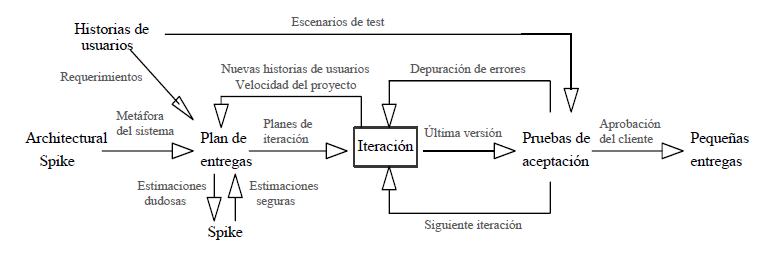 Escenarios de test
Historias de
usuarios
Requerimientos
Nuevas historias de usuarios
Velocidad del proyecto
Depuración de errores
Metáfora
del sistema
Architectural
Spike
Plan de
entregas
Planes de
iteración
Iteración
Última versión
Pruebas de
aceptación
Aprobación
del cliente
Pequeñas
entregas
Estimaciones
dudosas
Estimaciones
seguras
Siguiente iteración
Spike